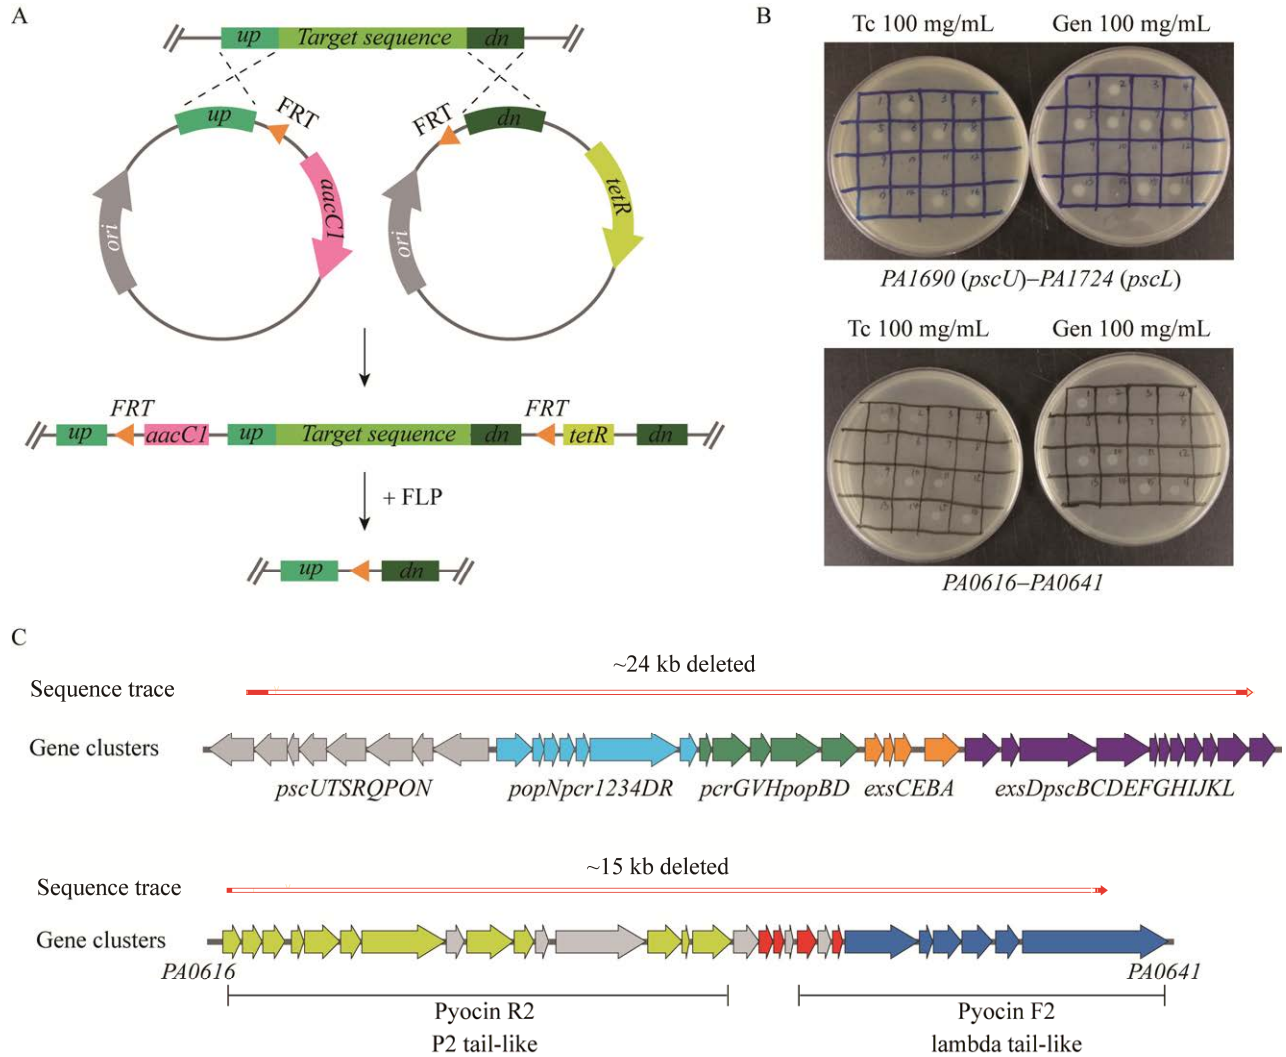 A
up Target sequence dn
FRT
up
aacC1
ori
FRT
dn
tetR
ori
FRT FRT
up aacC1 up Target sequence dn tetR dn
+ FLP
up dn
B
Tc 100 mg/mL Gen 100 mg/mL
PA1690 (pscU)–PA1724 (pscL)
Tc 100 mg/mL Gen 100 mg/mL
PA0616–PA0641
C
~24 kb deleted
Sequence trace
Gene clusters
pscUTSRQPON popNpcr1234DR pcrGVHpopBD exsCEBA exsDpscBCDEFGHIJKL
~15 kb deleted
Sequence trace
Gene clusters
PA0616 PA0641
Pyocin R2 Pyocin F2
P2 tail-like lambda tail-like